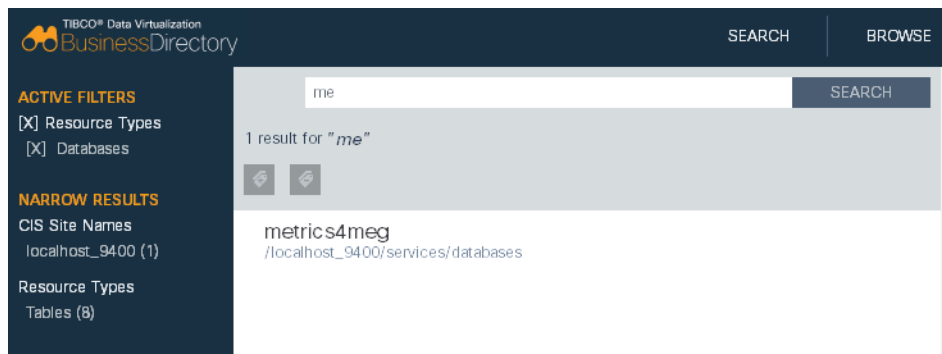 TIBCO® Data Virtualization
BusinessDirectory
SEARCH
BROWSE
ACTIVE FILTERS
[X] Resource Types
[X] Databases
NARROW RESULTS
CIS Site Names
localhost_9400 (1)
Resource Types
Tables (8)
me
SEARCH
1 result for "me"
metrics4meg
/localhost_9400/services/databases